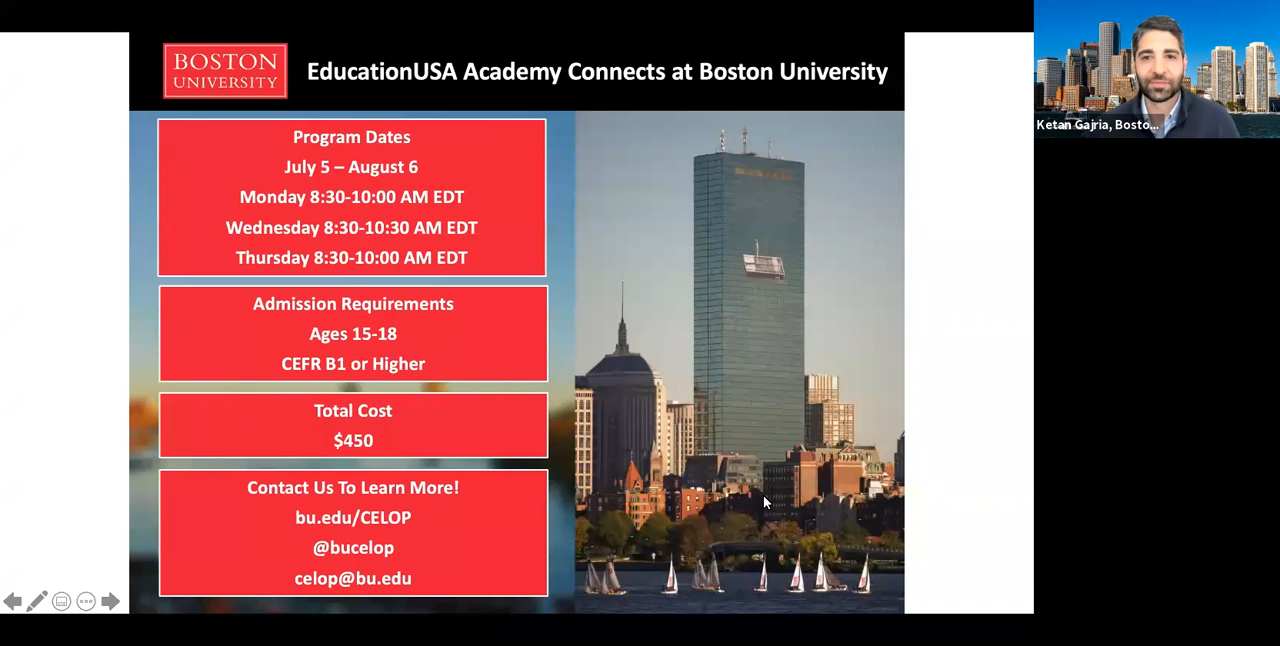 BOSTON
UNIVERSITY
EducationUSA Academy Connects at Boston University
Program Dates
July 5 – August 6
Monday 8:30-10:00 AM EDT
Wednesday 8:30-10:30 AM EDT
Thursday 8:30-10:00 AM EDT
Admission Requirements
Ages 15-18
CEFR B1 or Higher
Total Cost
$450
Contact Us To Learn More!
bu.edu/CELOP
@bucelop
celop@bu.edu
Ketan Gajria, Bosto...